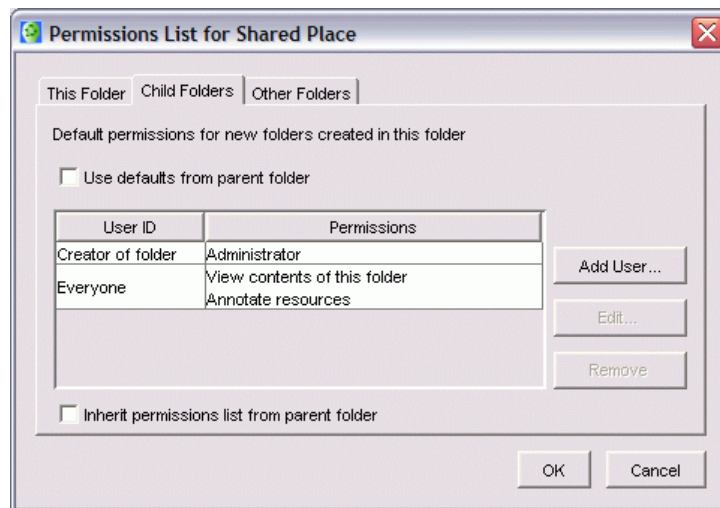 Permissions List for Shared Place
This Folder Child Folders Other Folders
Default permissions for new folders created in this folder
Use defaults from parent folder
User ID Permissions
Creator of folder Administrator
Everyone View contents of this folder
Annotate resources
Add User...
Edit...
Remove
Inherit permissions list from parent folder
OK Cancel